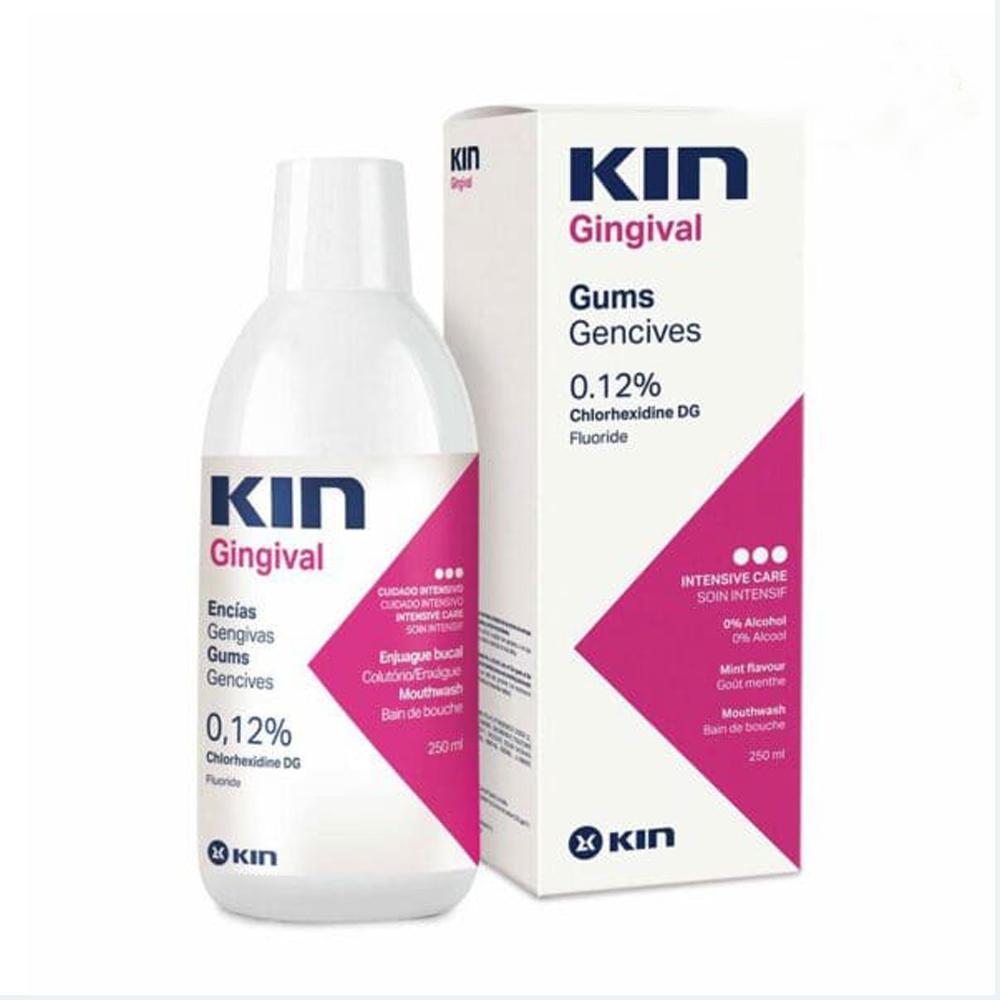 KIN
Gingival
Encías
Gengivas
Gums
Gencives
0,12%
Chlorhexidine DG
Fluoride
KIN
CUIDADO INTENSIVO
CUIDADO INTENSIVO
INTENSIVE CARE
SOIN INTENSIF
Enjuague bucal
Colutório/Enxágue
Mouthwash
Bain de bouche
250 ml
KIN
Gingival
KIN
Gingival
Gums
Gencives
0.12%
Chlorhexidine DG
Fluoride
INTENSIVE CARE
SOIN INTENSIF
0% Alcohol
0% Alcool
Mint flavour
Goût menthe
Mouthwash
Bain de bouche
250 ml
KIN